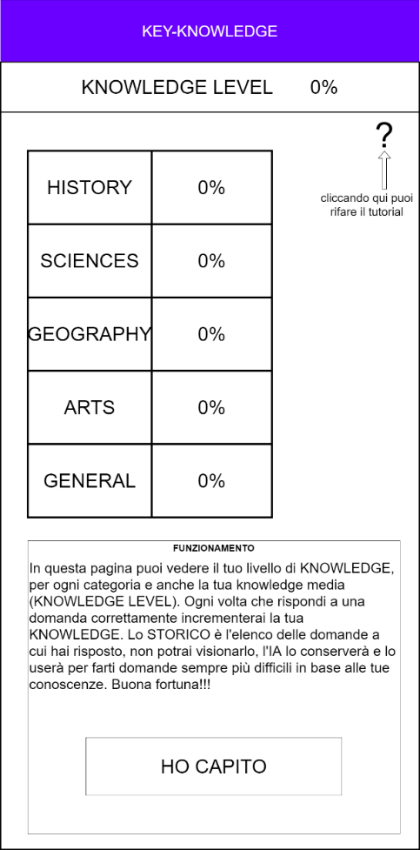 KEY-KNOWLEDGE
KNOWLEDGE LEVEL 0%
?
cliccando qui puoi
rifare il tutorial
HISTORY 0%
SCIENCES 0%
GEOGRAPHY 0%
ARTS 0%
GENERAL 0%
FUNZIONAMENTO
In questa pagina puoi vedere il tuo livello di KNOWLEDGE,
per ogni categoria e anche la tua knowledge media
(KNOWLEDGE LEVEL). Ogni volta che rispondi a una
domanda correttamente incrementerai la tua
KNOWLEDGE. Lo STORICO è l'elenco delle domande a
cui hai risposto, non potrai visionarlo, l'IA lo conserverà e lo
userà per farti domande sempre più difficili in base alle tue
conoscenze. Buona fortuna!!!
HO CAPITO